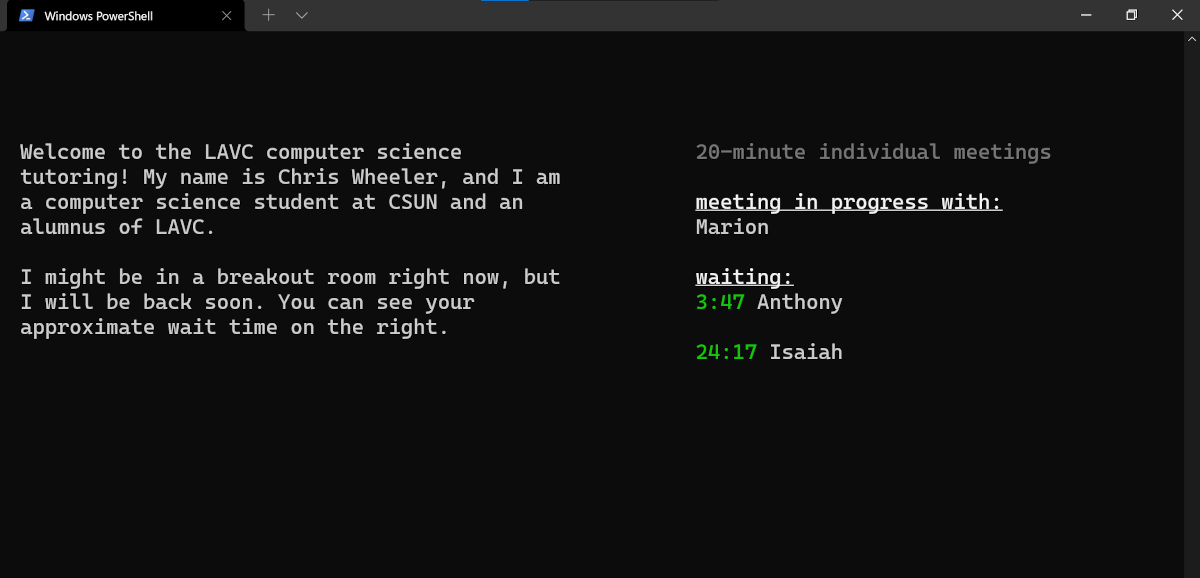 Windows PowerShell
Welcome to the LAVC computer science
tutoring! My name is Chris Wheeler, and I am
a computer science student at CSUN and an
alumnus of LAVC.
I might be in a breakout room right now, but
I will be back soon. You can see your
approximate wait time on the right.
20-minute individual meetings
meeting in progress with:
Marion
waiting:
3:47 Anthony
24:17 Isaiah